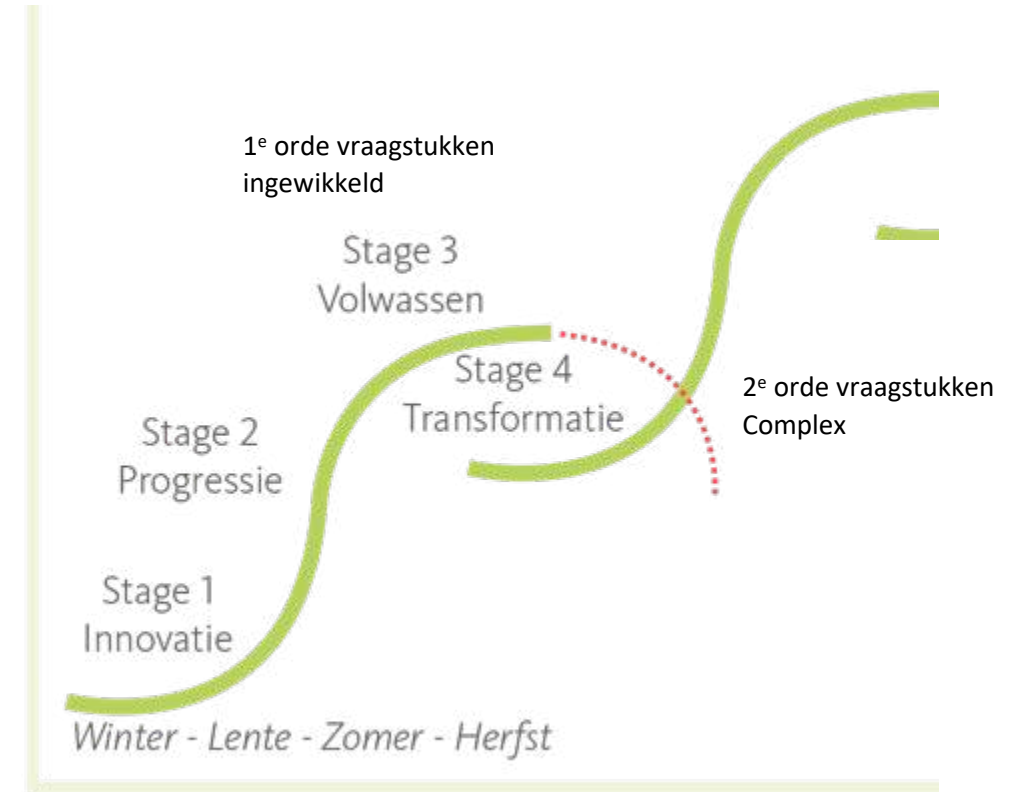 1e orde vraagstukken
ingewikkeld
Stage 3
Volwassen
Stage 4
Transformatie
2e orde vraagstukken
Complex
Stage 2
Progressie
Stage 1
Innovatie
Winter - Lente - Zomer - Herfst